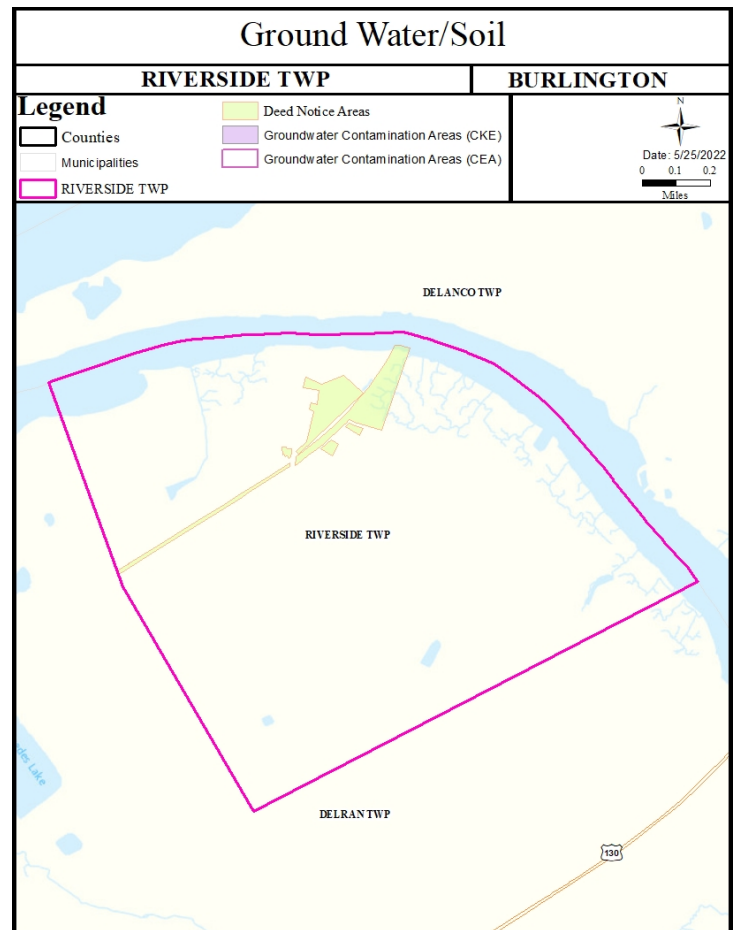 Ground Water/Soil
RIVERSIDE TWP
BURLINGTON
Legend
Counties
Municipalities
RIVERSIDE TWP
Deed Notice Areas
Groundwater Contamination Areas (CKE)
Groundwater Contamination Areas (CEA)
N
Date: 5/25/2022
0 0.1 0.2
Miles
DELANCO TWP
RIVERSIDE TWP
Lake
DELRAN TWP
130